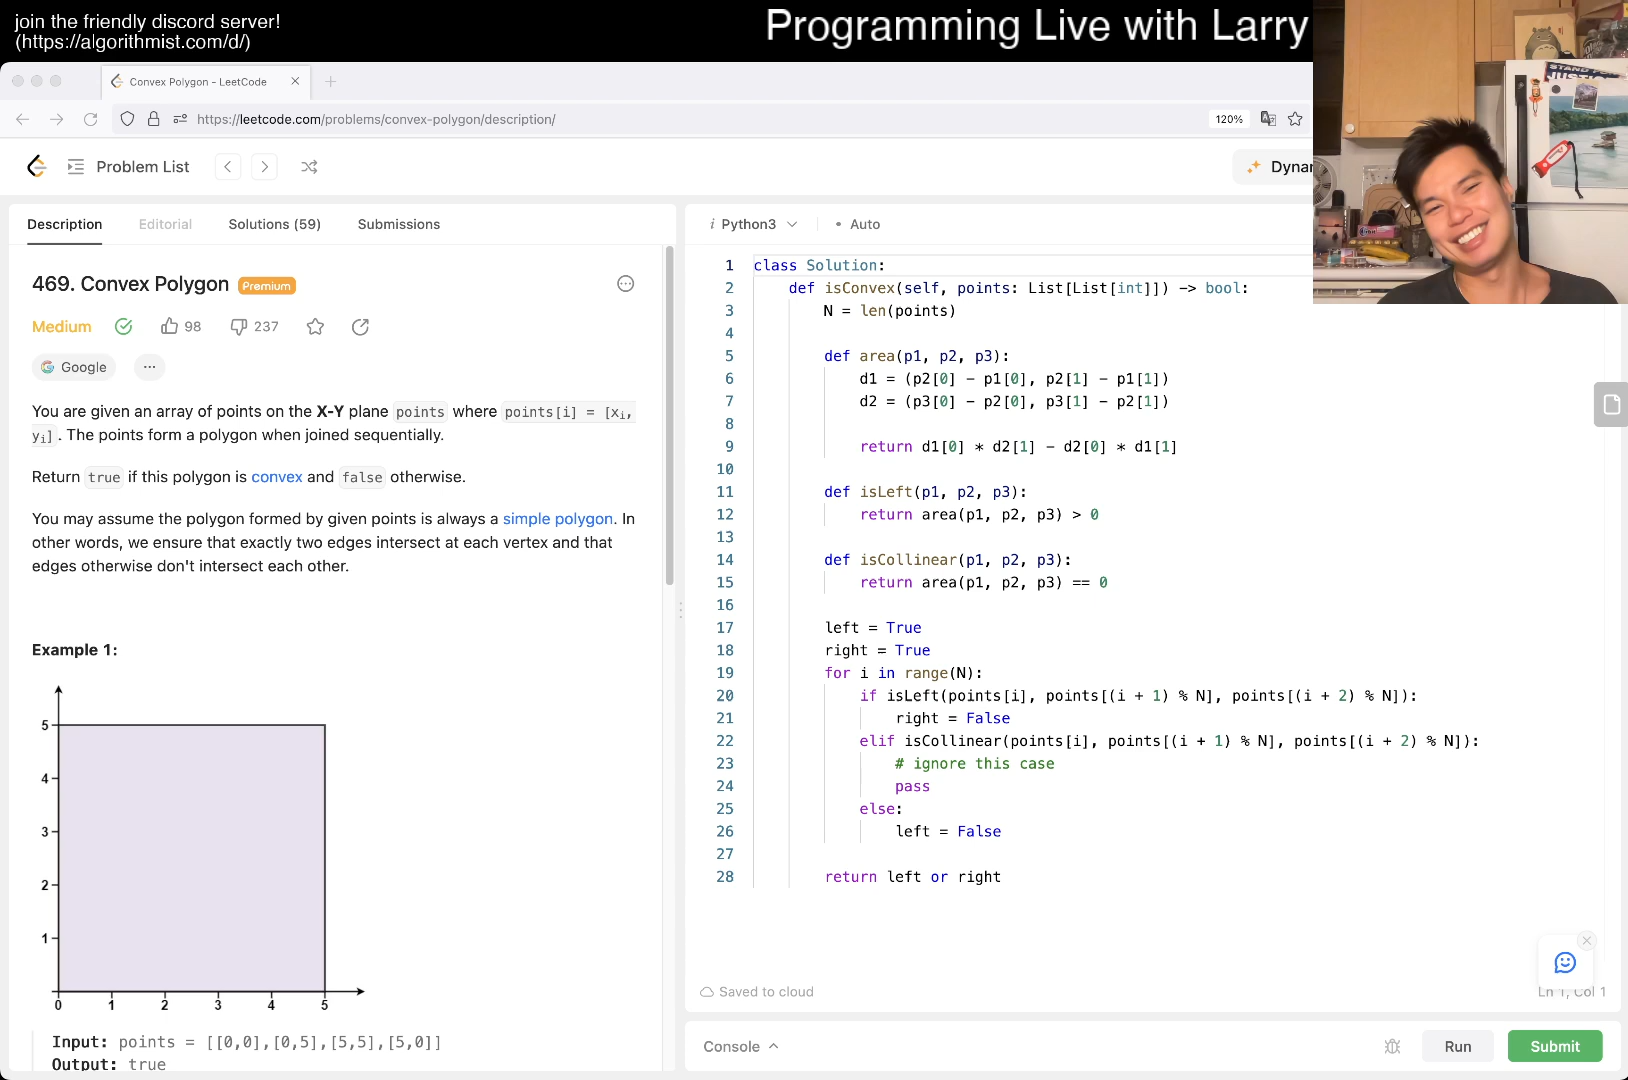 join the friendly discord server!
(https://algorithmist.com/d/)
Programming Live with Larry
Convex Polygon - LeetCode
https://leetcode.com/problems/convex-polygon/description/
120%
Problem List
Dynar
Description
Editorial
Solutions (59)
Submissions
469. Convex Polygon
Premium
Medium
98
237
Google
You are given an array of points on the X-Y plane points where points[i] = [xi,
yi] . The points form a polygon when joined sequentially.
Return true if this polygon is convex and false otherwise.
You may assume the polygon formed by given points is always a simple polygon. In
other words, we ensure that exactly two edges intersect at each vertex and that
edges otherwise don't intersect each other.
Example 1:
5
4
3
2
1
0 1 2 3 4 5
Input: points = [[0,0],[0,5],[5,5],[5,0]]
Output: true
i Python3
• Auto
1 class Solution:
2 def isConvex(self, points: List[List[int]]) -> bool:
3 N = len(points)
4
5 def area(p1, p2, p3):
6 d1 = (p2[0] - p1[0], p2[1] - p1[1])
7 d2 = (p3[0] - p2[0], p3[1] - p2[1])
8
9 return d1[0] * d2[1] - d2[0] * d1[1]
10
11 def isLeft(p1, p2, p3):
12 return area(p1, p2, p3) > 0
13
14 def isCollinear(p1, p2, p3):
15 return area(p1, p2, p3) == 0
16
17 left = True
18 right = True
19 for i in range(N):
20 if isLeft(points[i], points[(i + 1) % N], points[(i + 2) % N]):
21 right = False
22 elif isCollinear(points[i], points[(i + 1) % N], points[(i + 2) % N]):
23 # ignore this case
24 pass
25 else:
26 left = False
27
28 return left or right
Saved to cloud
Ln 1, Col 1
Console
Run
Submit